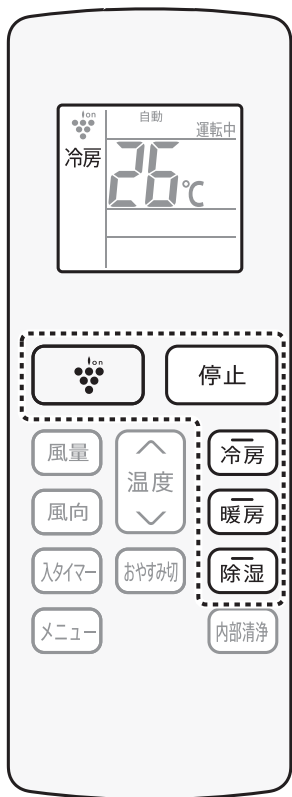 ion 自動
運転中
冷房
26℃
ion 停止
風量 冷房
温度
風向 暖房
入タイマー おやすみ切 除湿
メニュー 内部清浄